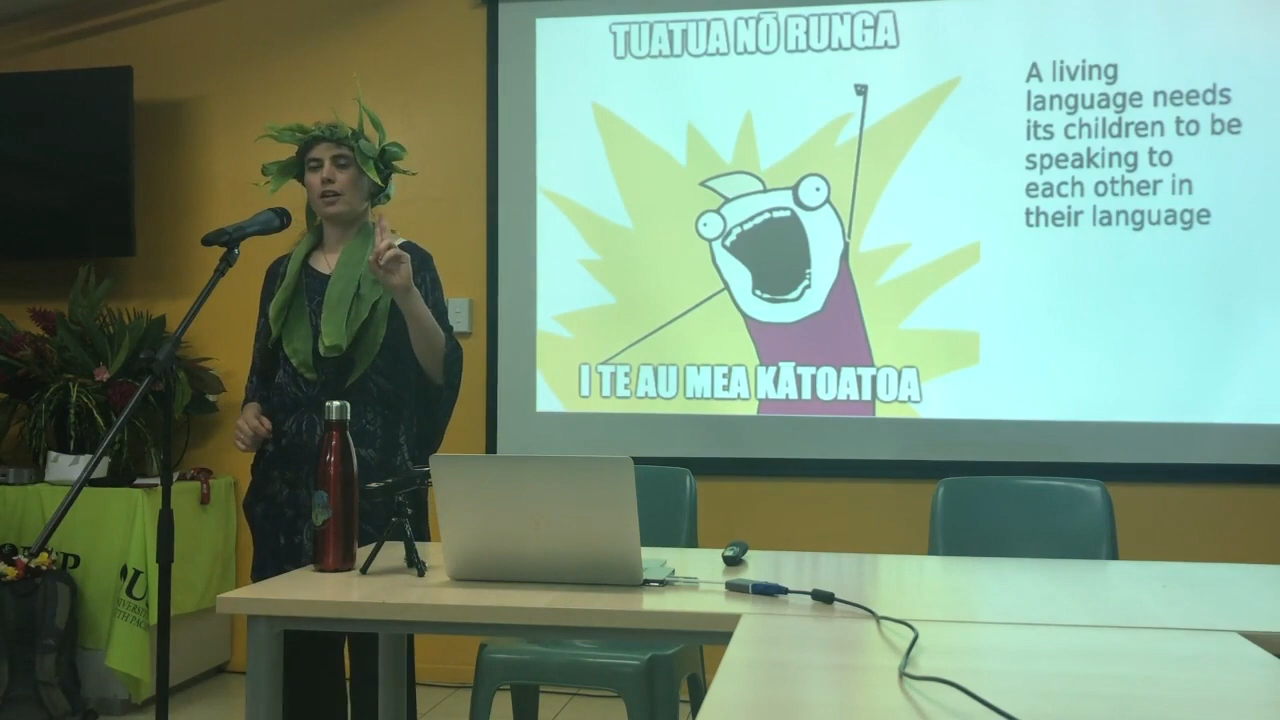 TUATUA NŌ RUNGA
I TE AU MEA KĀTOATOA
A living
language needs
its children to be
speaking to
each other in
their language